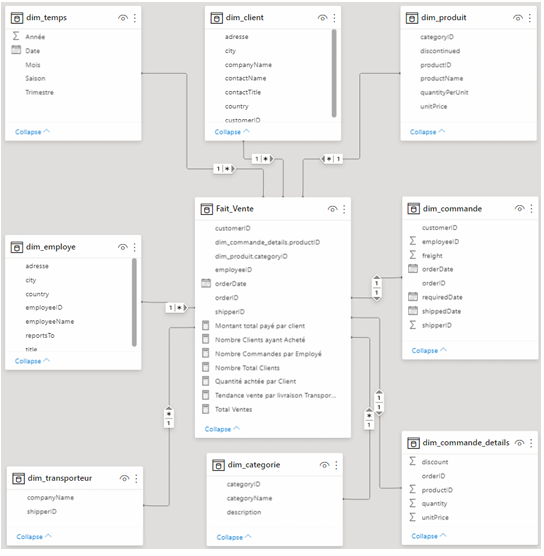 dim_temps
Année
Date
Mois
Saison
Trimestre
Collapse
dim_client
adresse
city
companyName
contactName
contactTitle
country
customerID
Collapse
dim_produit
categoryID
discontinued
productID
productName
quantityPerUnit
unitPrice
Collapse
1 *
1 *
* 1
dim_employe
adresse
city
country
employeeID
employeeName
reportsTo
title
Collapse
1 *
Fait_Vente
customerID
dim_commande_details.productID
dim_produit.categoryID
employeeID
orderDate
orderID
shipperID
Montant total payé par client
Nombre Clients ayant Acheté
Nombre Commandes par Employé
Nombre Total Clients
Quantité achtée par Client
Tendance vente par livraison Transpor...
Total Ventes
Collapse
1
1
dim_commande
customerID
employeeID
freight
orderDate
orderID
requiredDate
shippedDate
shipperID
Collapse
*
1
*
1
1
1
dim_transporteur
companyName
shipperID
Collapse
dim_categorie
categoryID
categoryName
description
Collapse
dim_commande_details
discount
orderID
productID
quantity
unitPrice
Collapse